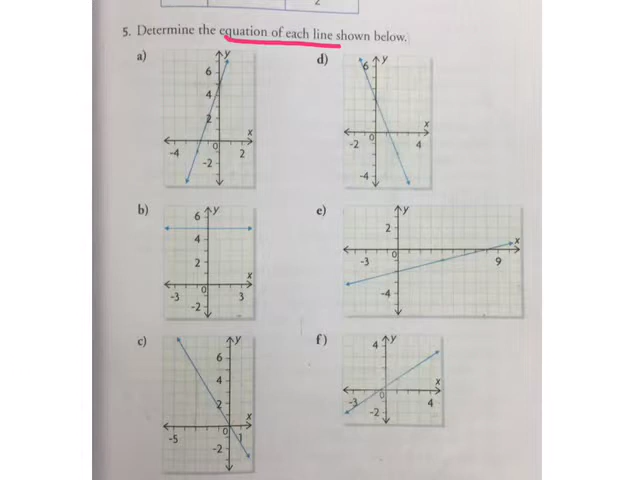 2
5. Determine the equation of each line shown below.
a) y 6 4 2 0 -2 -4 2 x
d) y 6 0 -2 4 -4 x
b) y 6 4 2 0 -2 -3 3 x
e) y 2 0 -3 9 -4 x
c) y 6 4 2 0 -2 -5 1 x
f) y 4 0 -3 4 -2 x